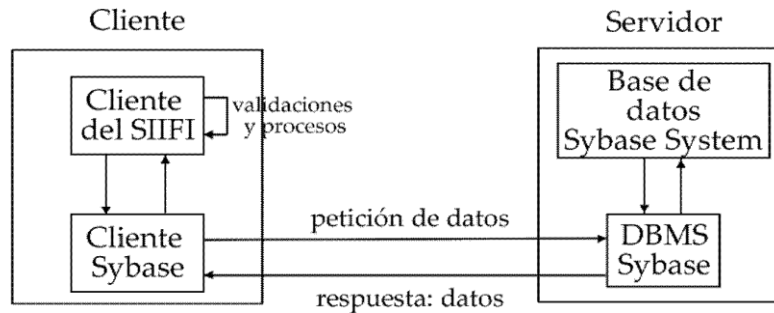 Cliente
Servidor
Cliente
del SIIFI
validaciones
y procesos
Base de
datos
Sybase System
petición de datos
Cliente
Sybase
DBMS
Sybase
respuesta: datos